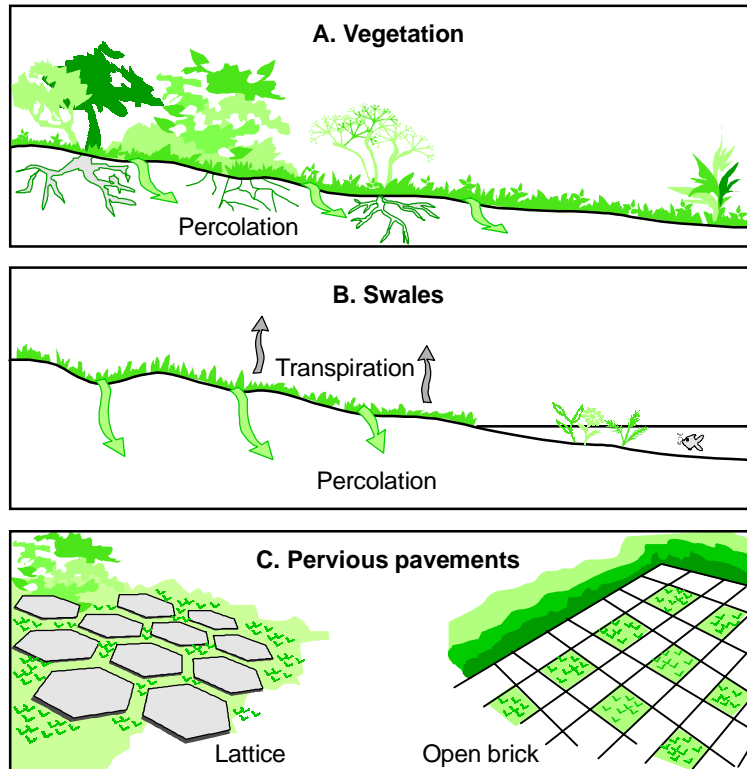 A. Vegetation
Percolation
B. Swales
Transpiration
Percolation
C. Pervious pavements
Lattice
Open brick